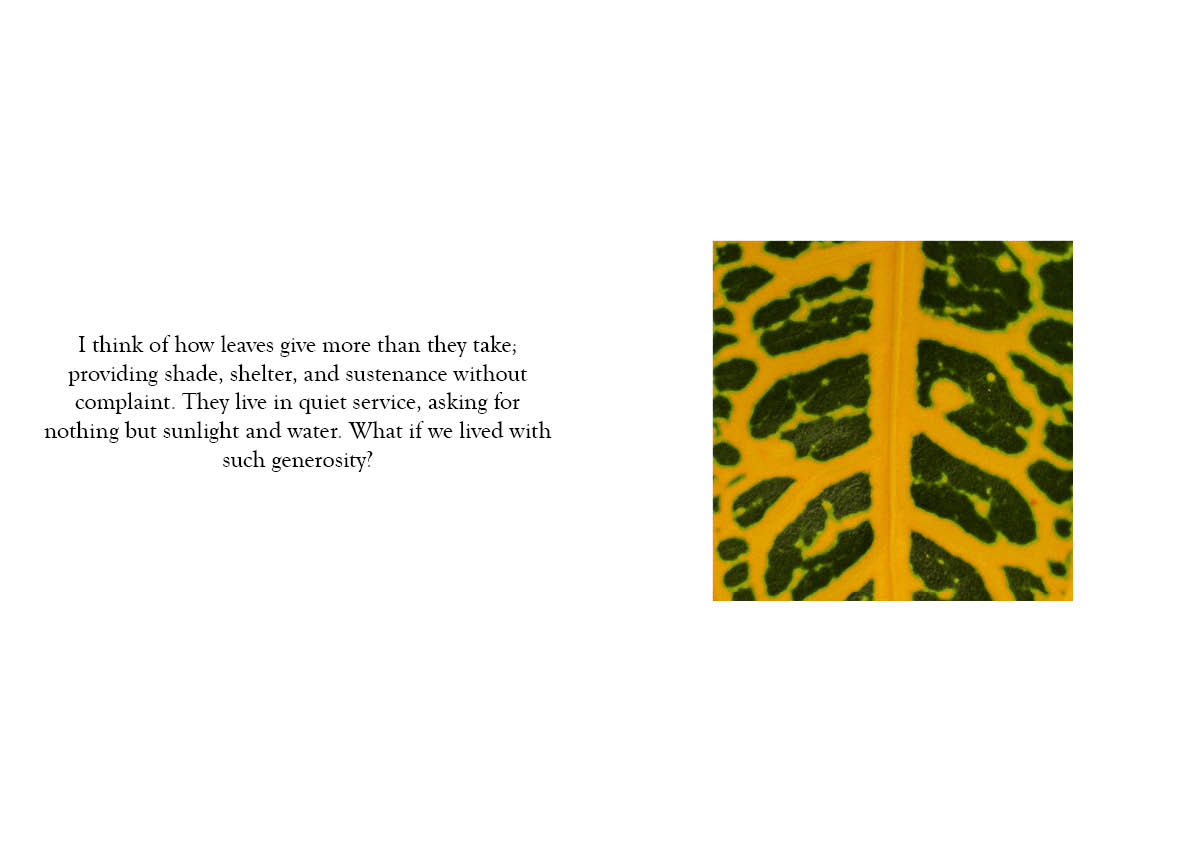 I think of how leaves give more than they take;
providing shade, shelter, and sustenance without
complaint. They live in quiet service, asking for
nothing but sunlight and water. What if we lived with
such generosity?